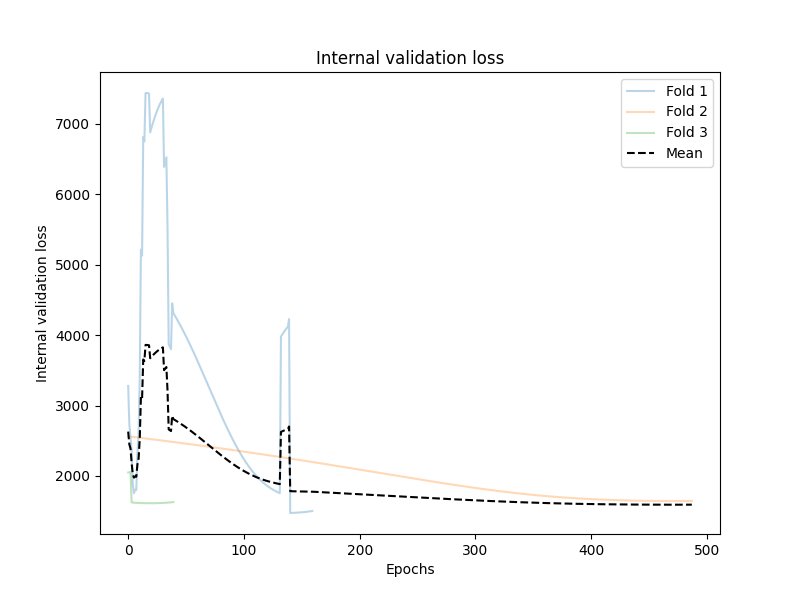 Internal validation loss
Fold 1
Fold 2
Fold 3
Mean
7000
6000
5000
4000
3000
2000
Internal validation loss
0 100 200 300 400 500
Epochs